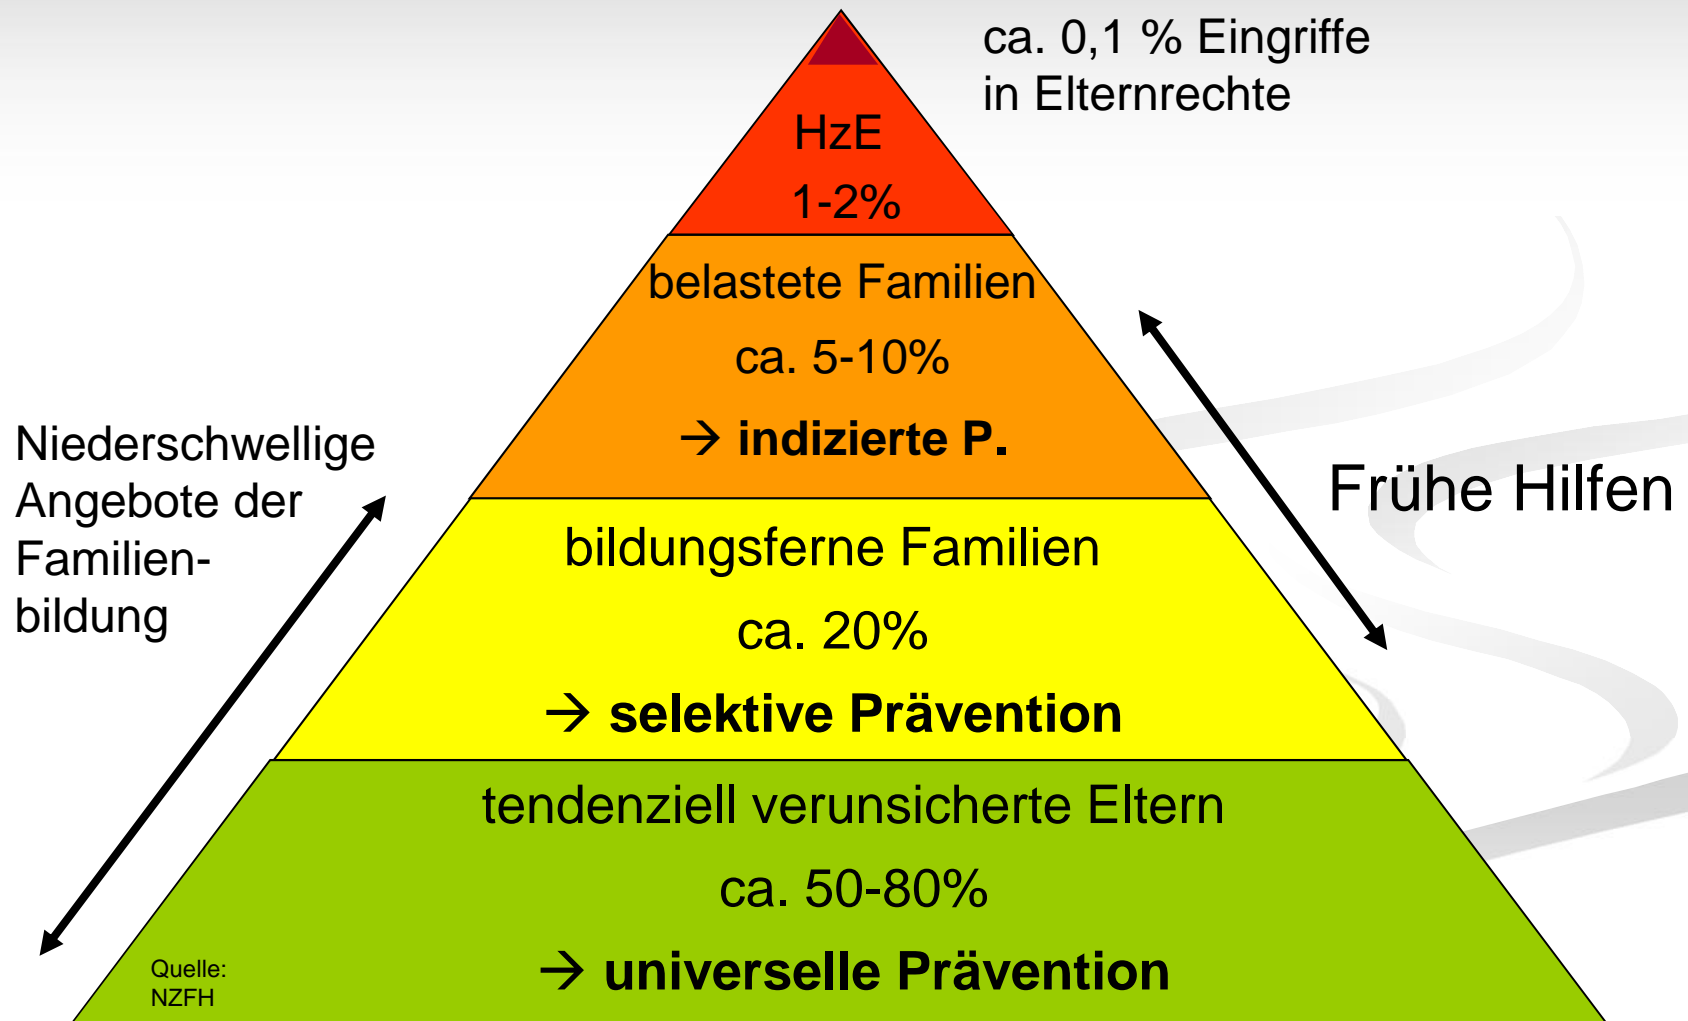 ca. 0,1 % Eingriffe
in Elternrechte
HzE
1-2%
belastete Familien
ca. 5-10%
→ indizierte P.
Niederschwellige
Angebote der
Familien-
bildung
Frühe Hilfen
bildungsferne Familien
ca. 20%
→ selektive Prävention
tendenziell verunsicherte Eltern
ca. 50-80%
→ universelle Prävention
Quelle:
NZFH